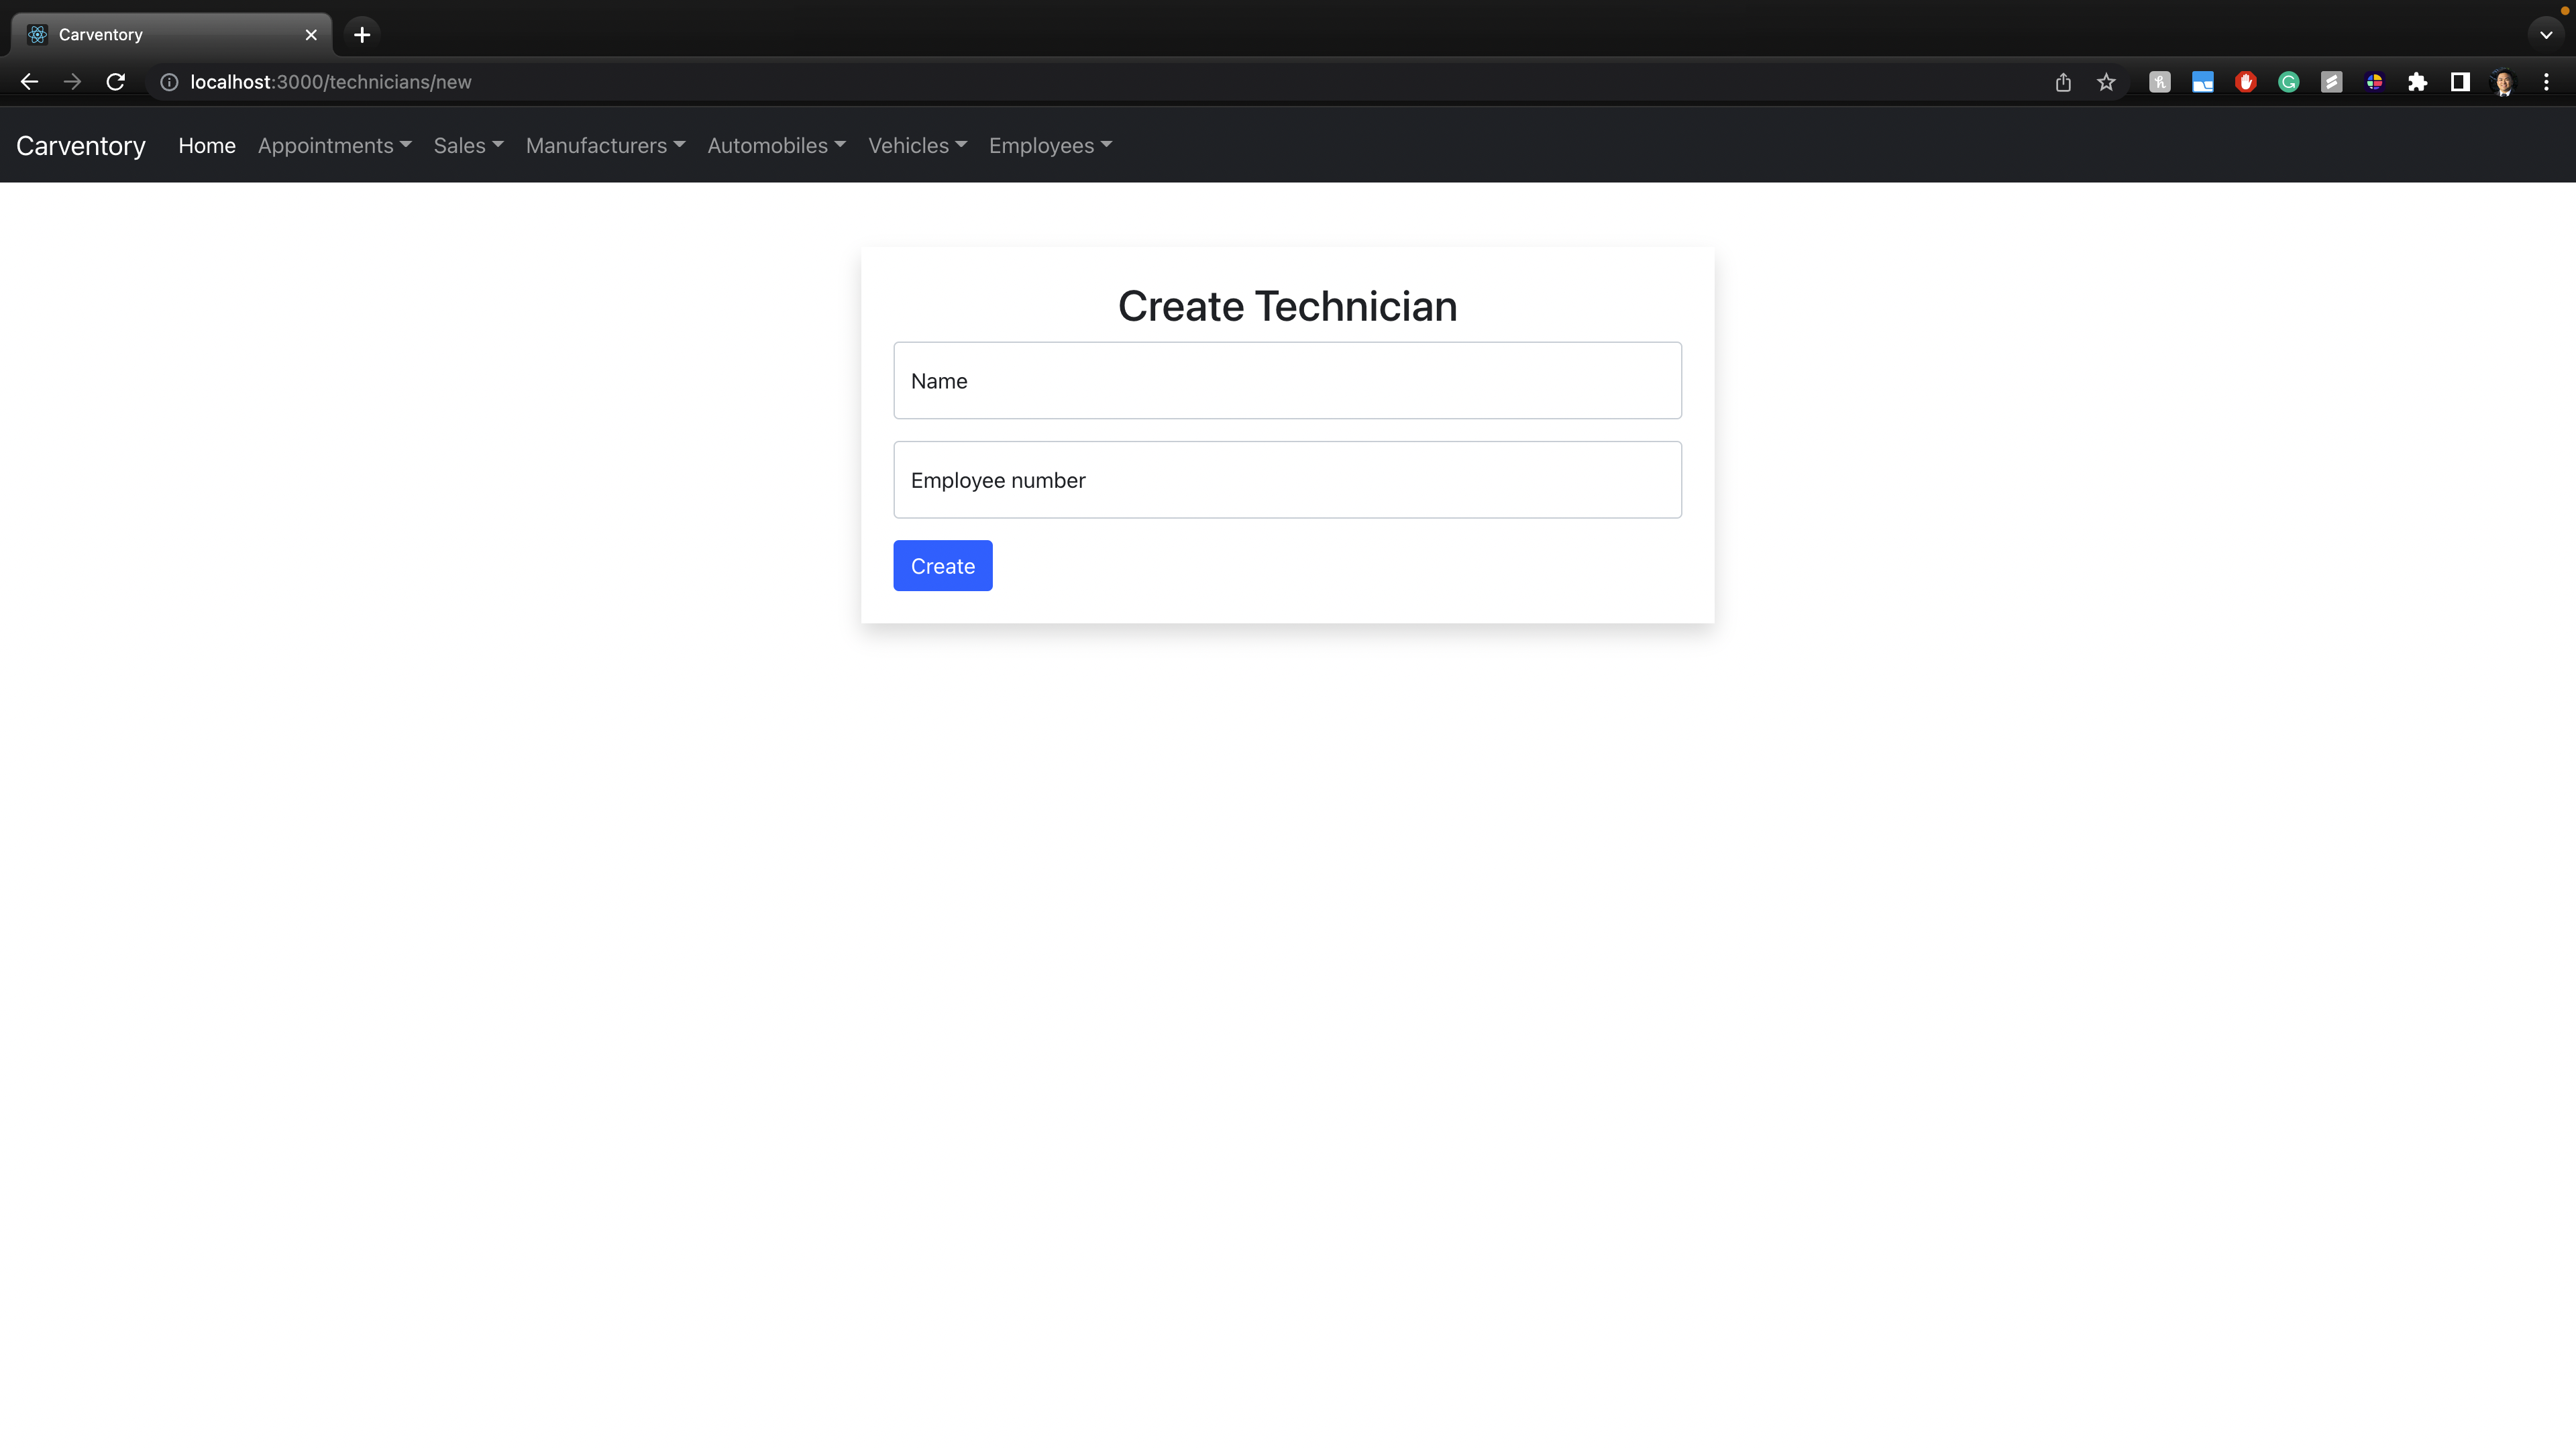 Carventory
localhost:3000/technicians/new
Carventory Home Appointments Sales Manufacturers Automobiles Vehicles Employees
Create Technician
Name
Employee number
Create